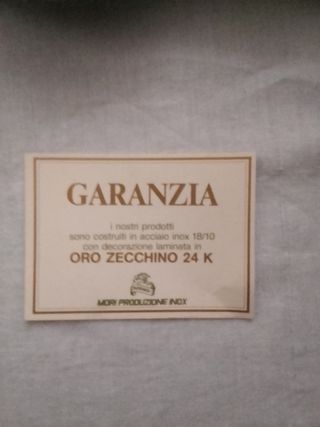 GARANZIA
i nostri prodotti
sono costruiti in acciaio inox 18/10
con decorazione laminata in
ORO ZECCHINO 24 K
MORI PRODUZIONE INOX